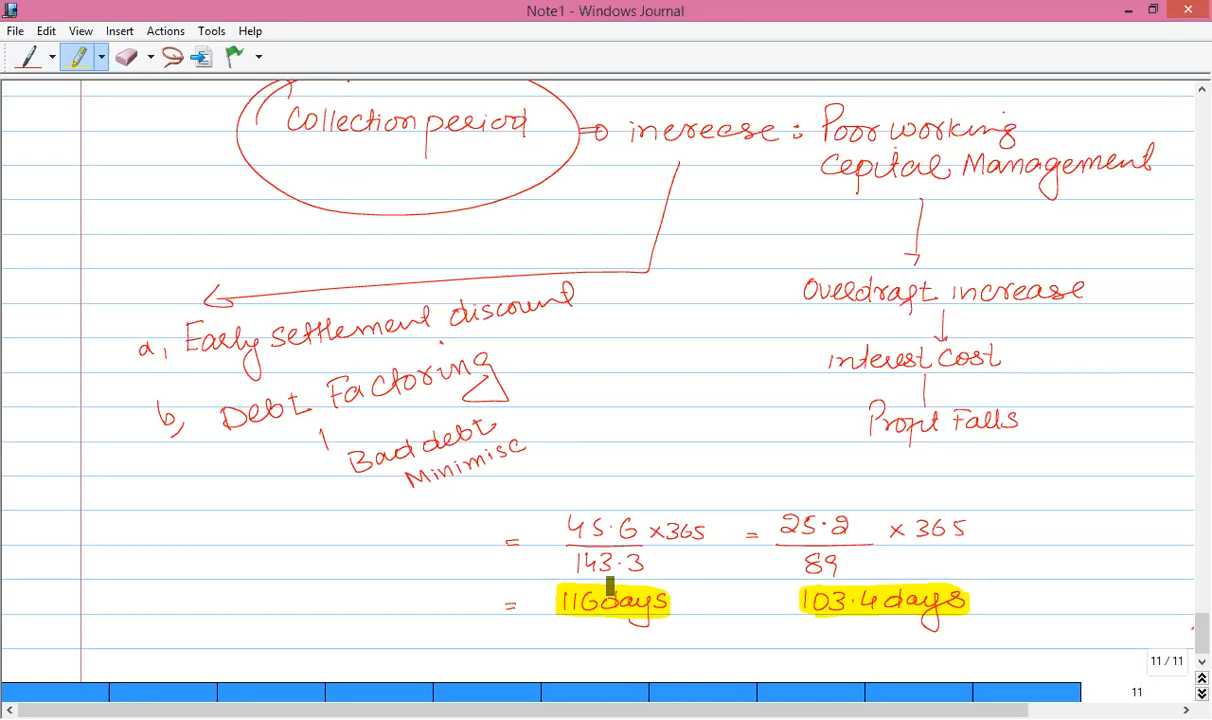 Note1 - Windows Journal
File Edit View Insert Actions Tools Help
Collection period ⇒ increase : Poor working
Cepital Management
Overdraft increase
a, Early settlement discount
interest cost
b, Debt Factoring
Profit Falls
Bad debt
Minimise
= 45.6 x365 = 25.2 x 365
143.3 89
= 116days 103.4 days
11 / 11
11